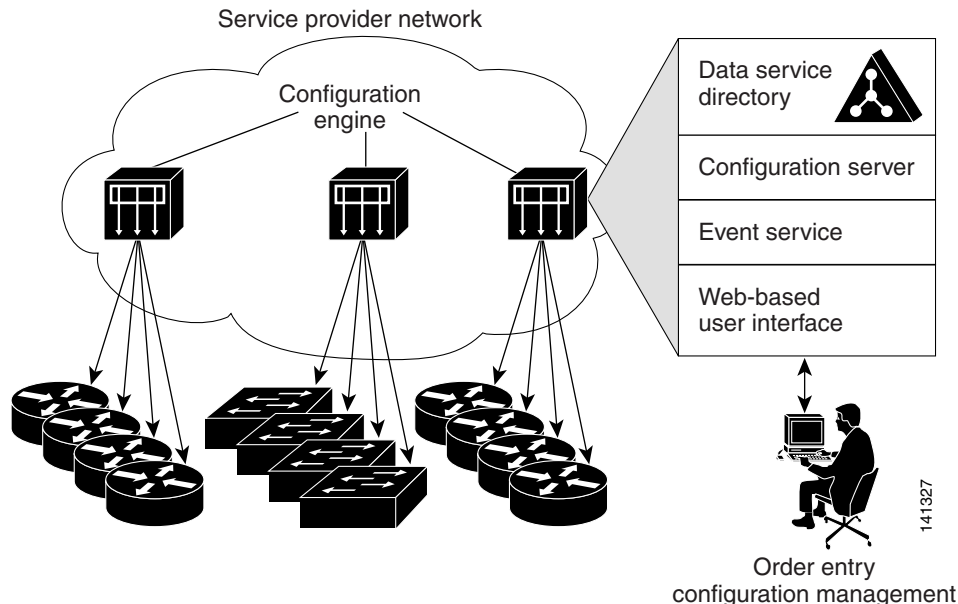 Service provider network
Configuration
engine
Data service
directory
Configuration server
Event service
Web-based
user interface
141327
Order entry
configuration management